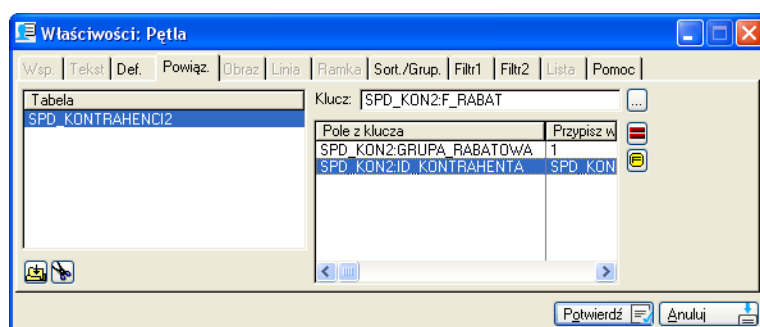 Właściwości: Pętla
Wsp. Tekst Def. Powiąz. Obraz Linia Ramka Sort./Grup. Filtr1 Filtr2 Lista Pomoc
Tabela
SPD_KONTRAHENCI2
Klucz: SPD_KON2:F_RABAT ...
Pole z klucza Przypisz w
SPD_KON2:GRUPA_RABATOWA 1
SPD_KON2:ID_KONTRAHENTA SPD_KON
Potwierdź Anuluj